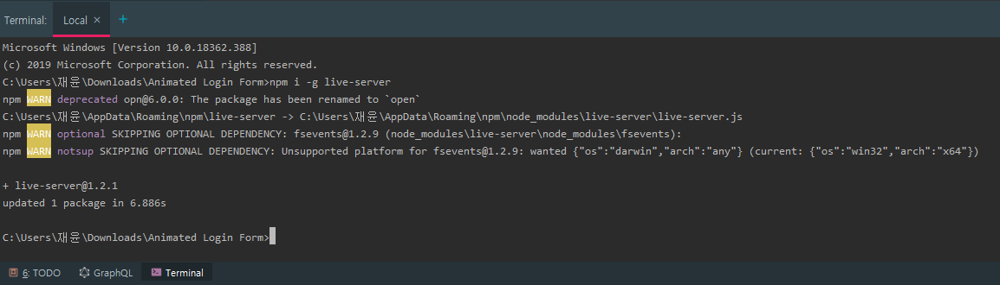 Terminal: Local × +
Microsoft Windows [Version 10.0.18362.388]
(c) 2019 Microsoft Corporation. All rights reserved.
C:\Users\재윤\Downloads\Animated Login Form>npm i -g live-server
npm WARN deprecated opn@6.0.0: The package has been renamed to `open`
C:\Users\재윤\AppData\Roaming\npm\live-server -> C:\Users\재윤\AppData\Roaming\npm\node_modules\live-server\live-server.js
npm WARN optional SKIPPING OPTIONAL DEPENDENCY: fsevents@1.2.9 (node_modules\live-server\node_modules\fsevents):
npm WARN notsup SKIPPING OPTIONAL DEPENDENCY: Unsupported platform for fsevents@1.2.9: wanted {"os":"darwin","arch":"any"} (current: {"os":"win32","arch":"x64"})
+ live-server@1.2.1
updated 1 package in 6.886s
C:\Users\재윤\Downloads\Animated Login Form>
6: TODO GraphQL Terminal